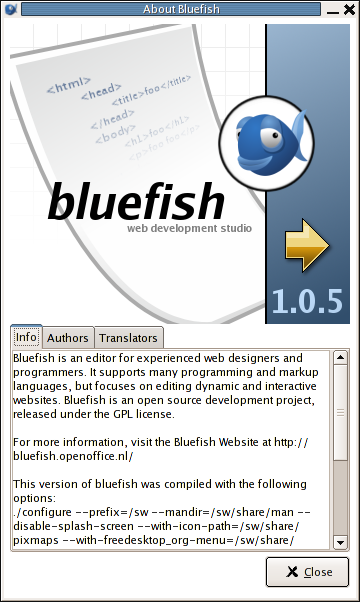 About Bluefish
<html>
<head>
<title>foo</title>
</head>
<body>
<h1>foo</h1>
<p>foo</p>
bluefish
web development studio
1.0.5
Info Authors Translators
Bluefish is an editor for experienced web designers and
programmers. It supports many programming and markup
languages, but focuses on editing dynamic and interactive
websites. Bluefish is an open source development project,
released under the GPL license.
For more information, visit the Bluefish Website at http://
bluefish.openoffice.nl/
This version of bluefish was compiled with the following
options:
./configure --prefix=/sw --mandir=/sw/share/man --
disable-splash-screen --with-icon-path=/sw/share/
pixmaps --with-freedesktop_org-menu=/sw/share/
Close